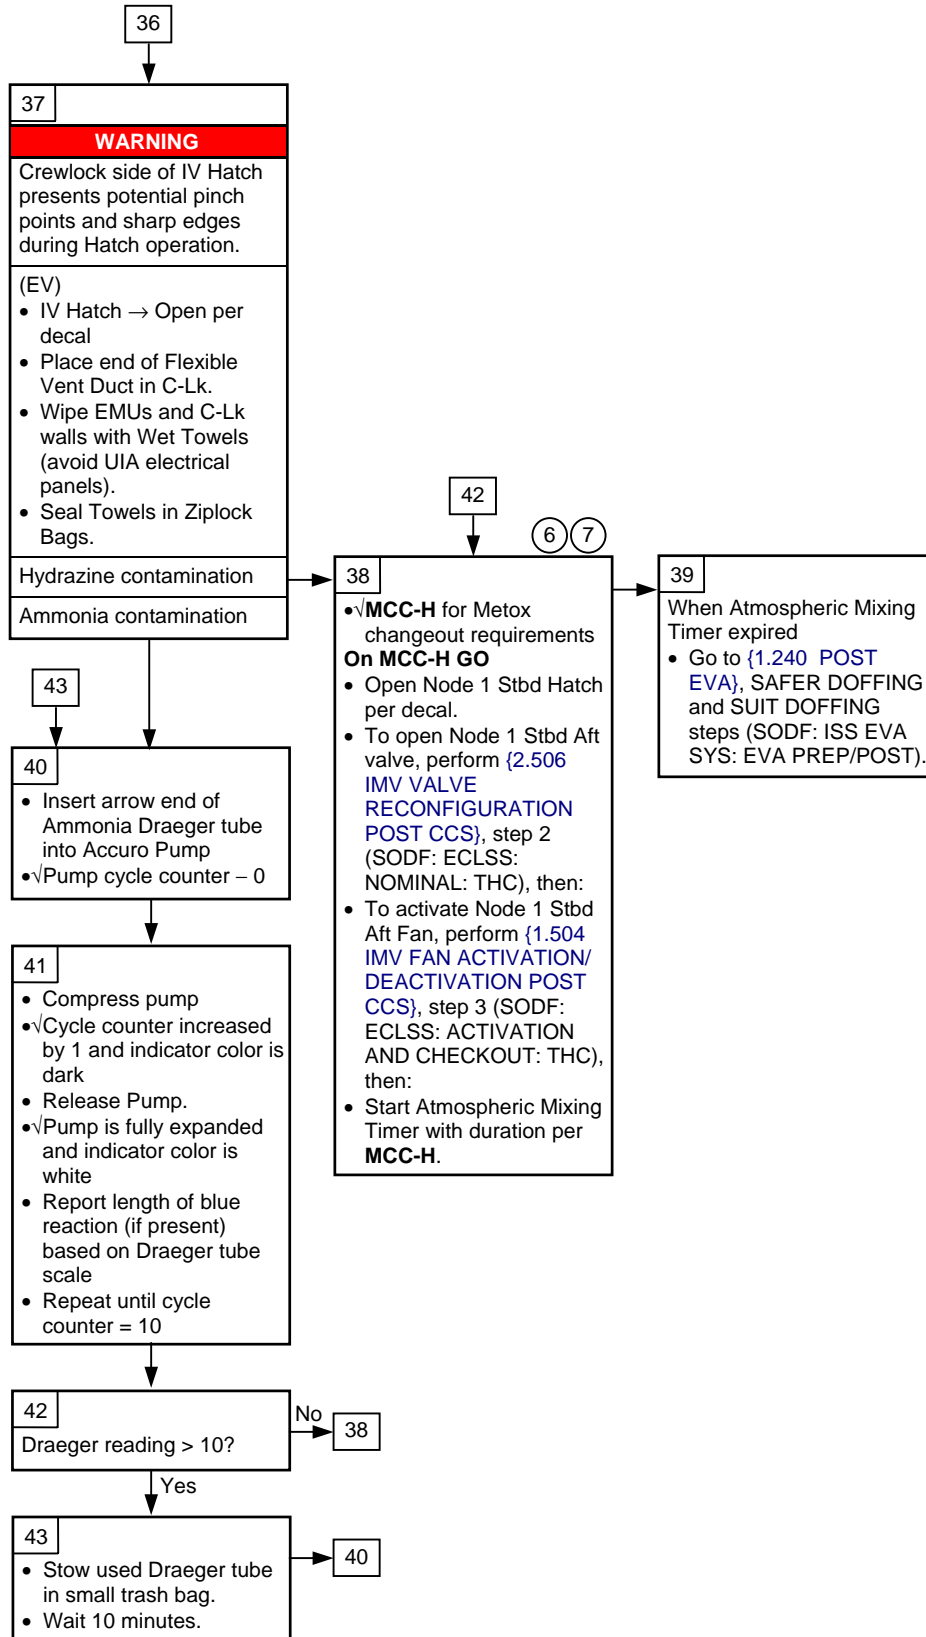 36
37
WARNING
Crewlock side of IV Hatch
presents potential pinch
points and sharp edges
during Hatch operation.
(EV)
• IV Hatch → Open per
decal
• Place end of Flexible
Vent Duct in C-Lk.
• Wipe EMUs and C-Lk
walls with Wet Towels
(avoid UIA electrical
panels).
• Seal Towels in Ziplock
Bags.
Hydrazine contamination
Ammonia contamination
42
6 7
38
•√MCC-H for Metox
changeout requirements
On MCC-H GO
• Open Node 1 Stbd Hatch
per decal.
• To open Node 1 Stbd Aft
valve, perform {2.506
IMV VALVE
RECONFIGURATION
POST CCS}, step 2
(SODF: ECLSS:
NOMINAL: THC), then:
• To activate Node 1 Stbd
Aft Fan, perform {1.504
IMV FAN ACTIVATION/
DEACTIVATION POST
CCS}, step 3 (SODF:
ECLSS: ACTIVATION
AND CHECKOUT: THC),
then:
• Start Atmospheric Mixing
Timer with duration per
MCC-H.
39
When Atmospheric Mixing
Timer expired
• Go to {1.240 POST
EVA}, SAFER DOFFING
and SUIT DOFFING
steps (SODF: ISS EVA
SYS: EVA PREP/POST).
43
40
• Insert arrow end of
Ammonia Draeger tube
into Accuro Pump
•√Pump cycle counter – 0
41
• Compress pump
•√Cycle counter increased
by 1 and indicator color is
dark
• Release Pump.
•√Pump is fully expanded
and indicator color is
white
• Report length of blue
reaction (if present)
based on Draeger tube
scale
• Repeat until cycle
counter = 10
42
Draeger reading > 10?
No
38
Yes
43
• Stow used Draeger tube
in small trash bag.
• Wait 10 minutes.
40